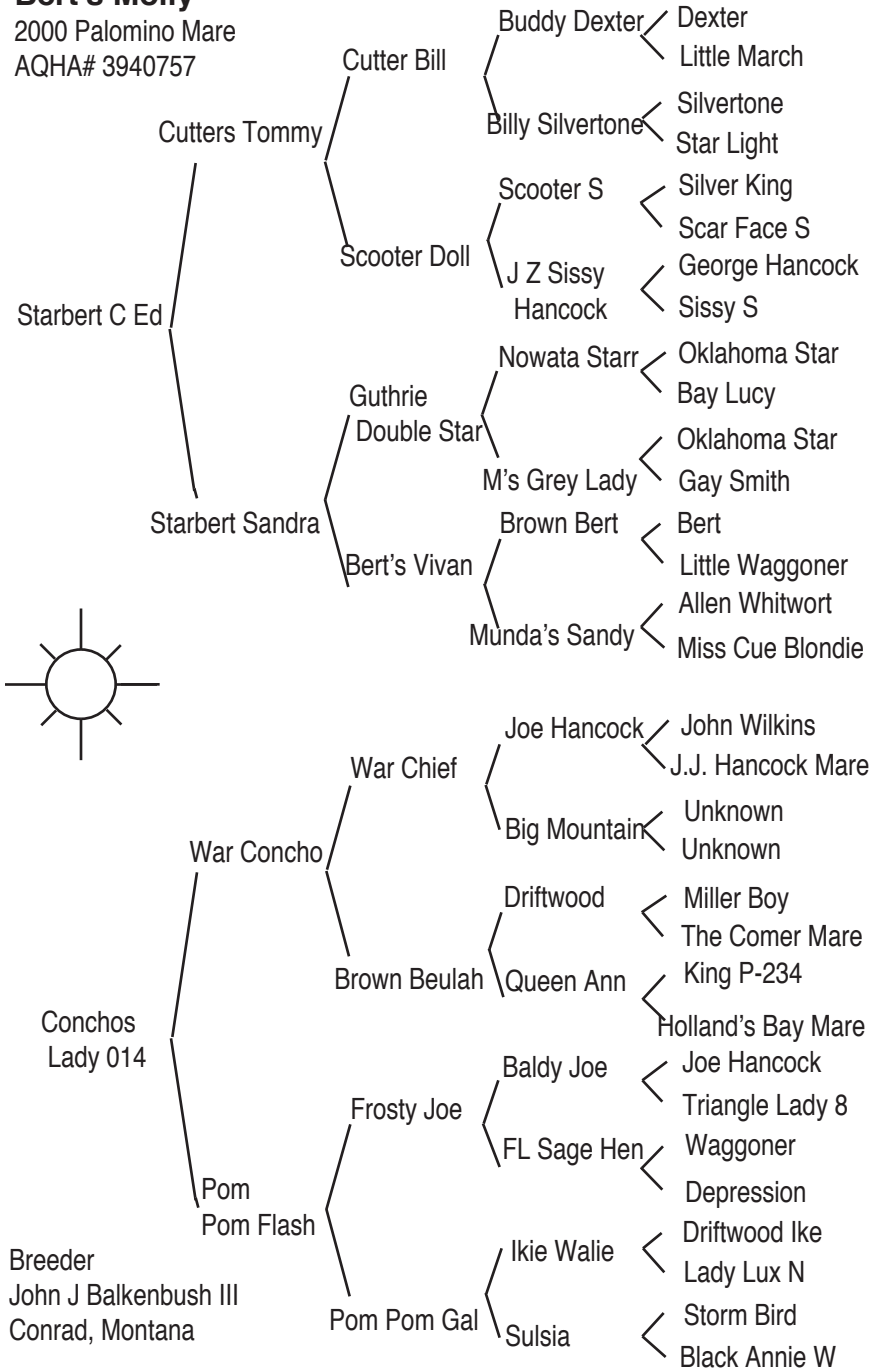 Bert's Molly
2000 Palomino Mare
AQHA# 3940757
Starbert C Ed
Cutters Tommy
Cutter Bill
Buddy Dexter
Dexter
Little March
Billy Silvertone
Silvertone
Star Light
Scooter Doll
Scooter S
Silver King
Scar Face S
J Z Sissy
Hancock
George Hancock
Sissy S
Starbert Sandra
Guthrie
Double Star
Nowata Starr
Oklahoma Star
Bay Lucy
M's Grey Lady
Oklahoma Star
Gay Smith
Bert's Vivan
Brown Bert
Bert
Little Waggoner
Munda's Sandy
Allen Whitwort
Miss Cue Blondie
Conchos
Lady 014
War Concho
War Chief
Joe Hancock
John Wilkins
J.J. Hancock Mare
Big Mountain
Unknown
Unknown
Brown Beulah
Driftwood
Miller Boy
The Comer Mare
Queen Ann
King P-234
Holland's Bay Mare
Pom
Pom Flash
Frosty Joe
Baldy Joe
Joe Hancock
Triangle Lady 8
FL Sage Hen
Waggoner
Depression
Pom Pom Gal
Ikie Walie
Driftwood Ike
Lady Lux N
Sulsia
Storm Bird
Black Annie W
Breeder
John J Balkenbush III
Conrad, Montana